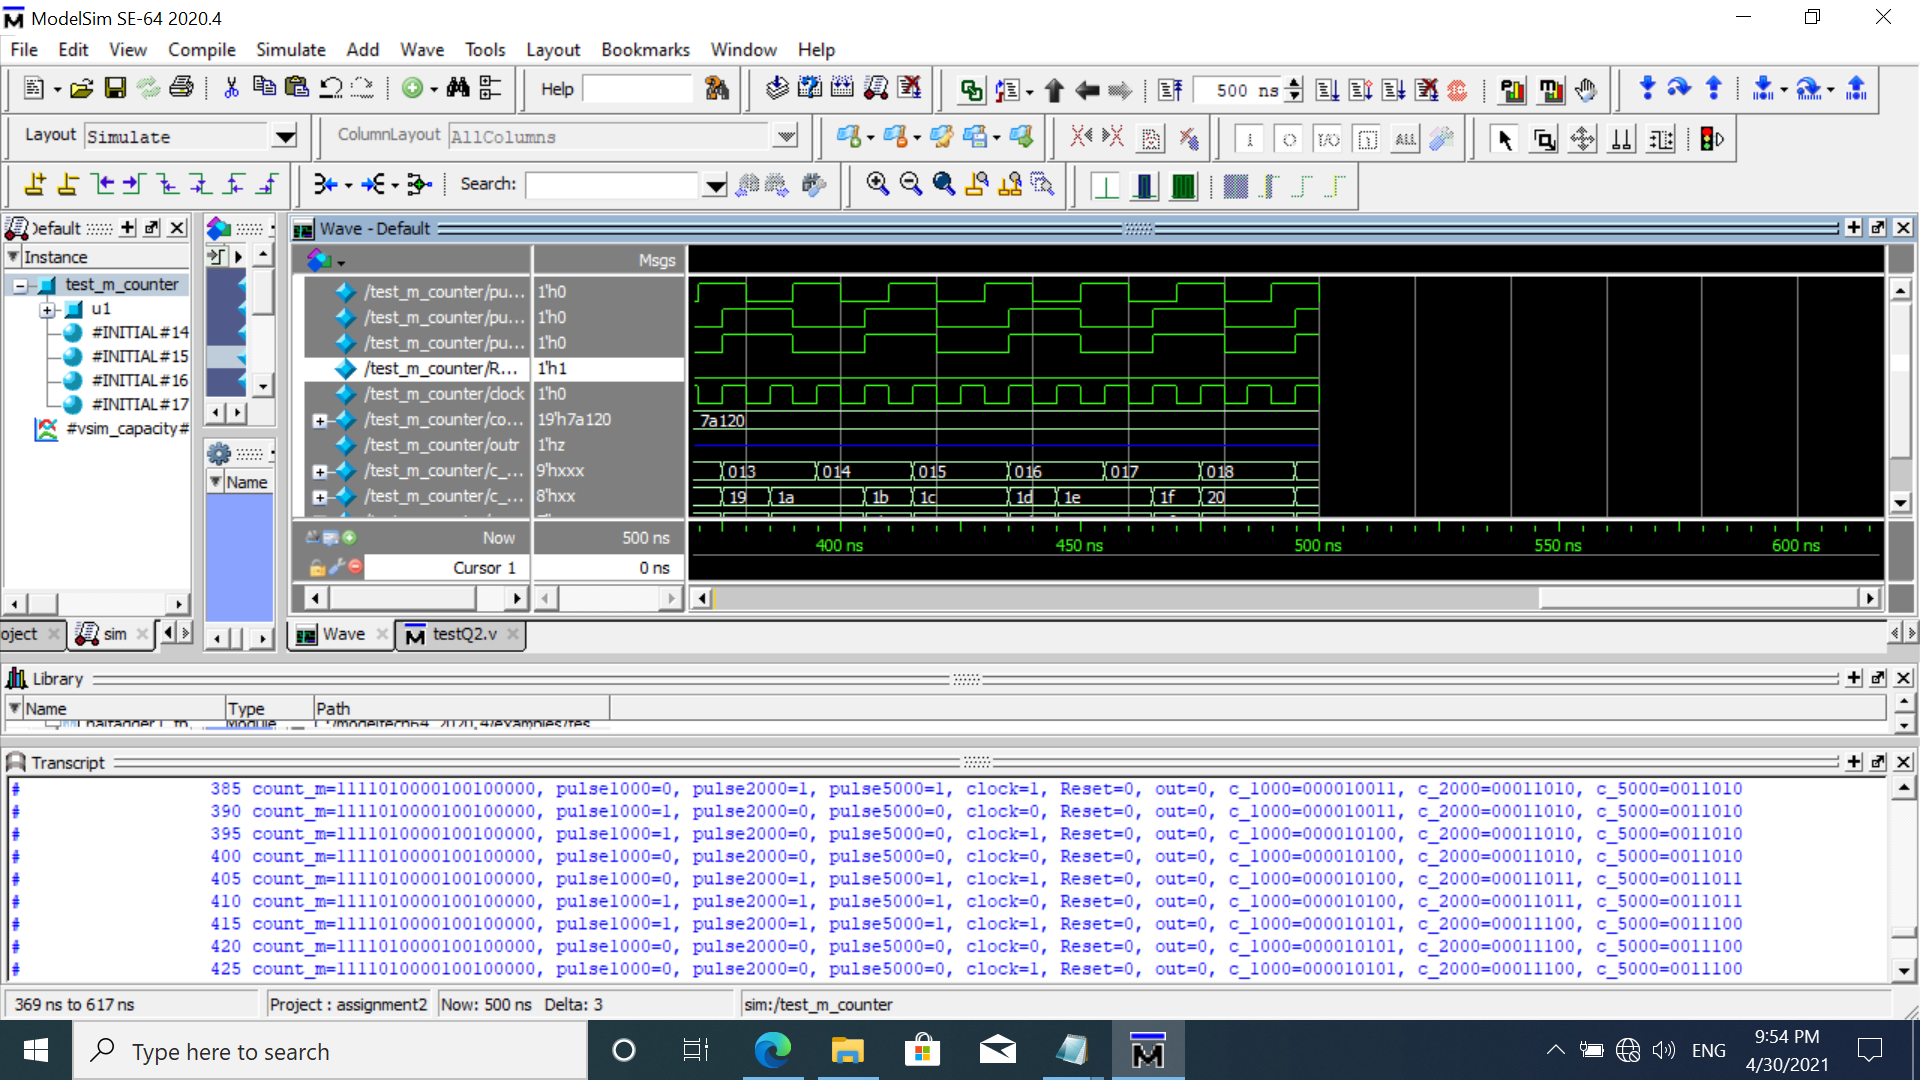 ModelSim SE-64 2020.4
File Edit View Compile Simulate Add Wave Tools Layout Bookmarks Window Help
Help
500 ns
Layout Simulate
ColumnLayout AllColumns
Search:
Default
Instance
test_m_counter
u1
#INITIAL#14
#INITIAL#15
#INITIAL#16
#INITIAL#17
#vsim_capacity#
Name
Wave - Default
Msgs
/test_m_counter/pu... 1'h0
/test_m_counter/pu... 1'h0
/test_m_counter/pu... 1'h0
/test_m_counter/R... 1'h1
/test_m_counter/clock 1'h0
/test_m_counter/co... 19'h7a120 7a120
/test_m_counter/outr 1'hz
/test_m_counter/c_... 9'hxxx 013 014 015 016 017 018
/test_m_counter/c_... 8'hxx 19 1a 1b 1c 1d 1e 1f 20
Now 500 ns 400 ns 450 ns 500 ns 550 ns 600 ns
Cursor 1 0 ns
oject sim
Wave testQ2.v
Library
Name Type Path
Transcript
# 385 count_m=1111010000100100000, pulse1000=0, pulse2000=1, pulse5000=1, clock=1, Reset=0, out=0, c_1000=000010011, c_2000=00011010, c_5000=0011010
# 390 count_m=1111010000100100000, pulse1000=1, pulse2000=0, pulse5000=0, clock=0, Reset=0, out=0, c_1000=000010011, c_2000=00011010, c_5000=0011010
# 395 count_m=1111010000100100000, pulse1000=1, pulse2000=0, pulse5000=0, clock=1, Reset=0, out=0, c_1000=000010100, c_2000=00011010, c_5000=0011010
# 400 count_m=1111010000100100000, pulse1000=0, pulse2000=0, pulse5000=0, clock=0, Reset=0, out=0, c_1000=000010100, c_2000=00011010, c_5000=0011010
# 405 count_m=1111010000100100000, pulse1000=0, pulse2000=1, pulse5000=1, clock=1, Reset=0, out=0, c_1000=000010100, c_2000=00011011, c_5000=0011011
# 410 count_m=1111010000100100000, pulse1000=1, pulse2000=1, pulse5000=1, clock=0, Reset=0, out=0, c_1000=000010100, c_2000=00011011, c_5000=0011011
# 415 count_m=1111010000100100000, pulse1000=1, pulse2000=1, pulse5000=1, clock=1, Reset=0, out=0, c_1000=000010101, c_2000=00011100, c_5000=0011100
# 420 count_m=1111010000100100000, pulse1000=0, pulse2000=0, pulse5000=0, clock=0, Reset=0, out=0, c_1000=000010101, c_2000=00011100, c_5000=0011100
# 425 count_m=1111010000100100000, pulse1000=0, pulse2000=0, pulse5000=0, clock=1, Reset=0, out=0, c_1000=000010101, c_2000=00011100, c_5000=0011100
369 ns to 617 ns Project : assignment2 Now: 500 ns Delta: 3 sim:/test_m_counter
Type here to search
ENG
9:54 PM
4/30/2021